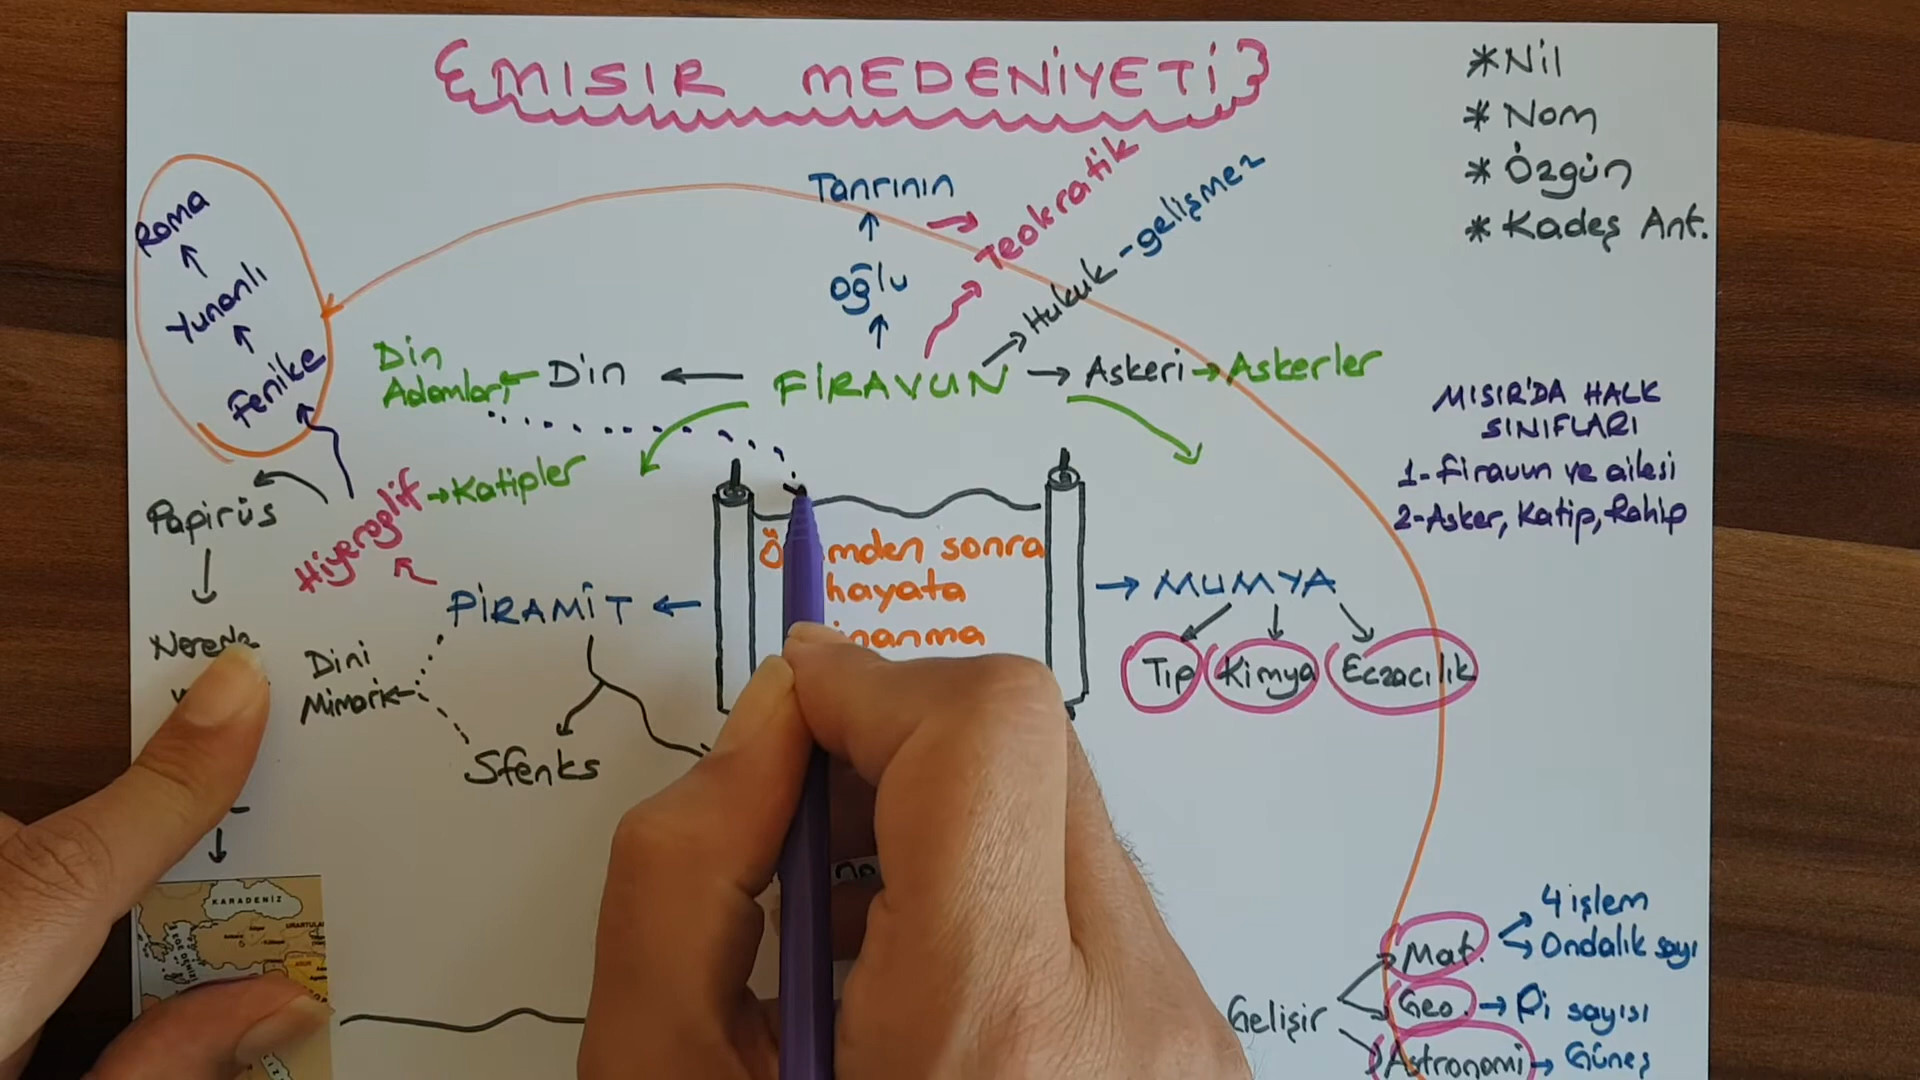 MISIR MEDENİYETİ
*Nil
*Nom
*Özgün
*Kadeş Ant.
Roma
Yunanlı
Fenike
Tanrının
oğlu
Teokratik
Hukuk -gelişmez
Din
Adamları
Din
FİRAVUN
Askeri
Askerler
MISIR'DA HALK
SINIFLARI
1-Firavun ve ailesi
2-Asker, Katip, Rahip
Papirüs
Hiyeroglif
Katipler
sonra
hayata
PİRAMİT
MUMYA
Tıp
Kimya
Eczacılık
Dini
Mimari
Sfenks
KARADENİZ
4 işlem
Mat.
Ondalık sayı
Gelişir
Geo.
Pi sayısı
Astronomi
Güneş